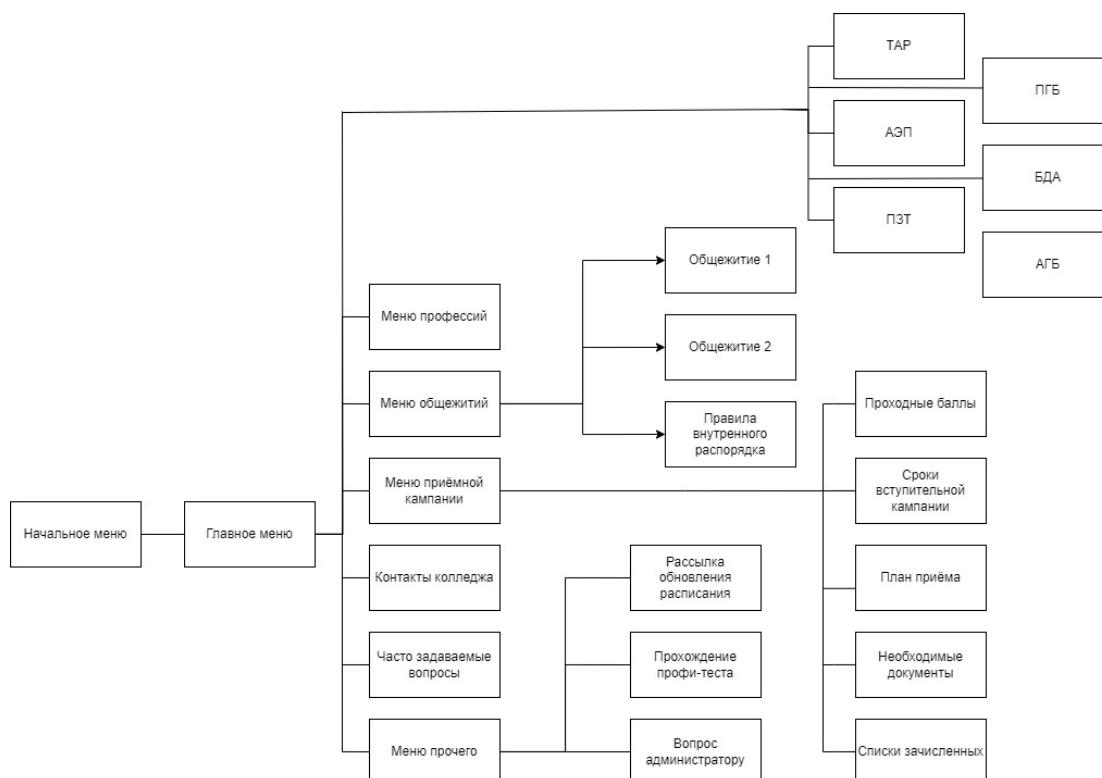 ТАР
ПГБ
АЭП
БДА
ПЗТ
АГБ
Общежитие 1
Меню профессий
Общежитие 2
Меню общежитий
Проходные баллы
Правила
внутренного
распорядка
Меню приёмной
кампании
Сроки
вступительной
кампании
Начальное меню
Главное меню
Контакты колледжа
Рассылка
обновления
расписания
План приёма
Часто задаваемые
вопросы
Прохождение
профи-теста
Необходимые
документы
Меню прочего
Вопрос
администратору
Списки зачисленных